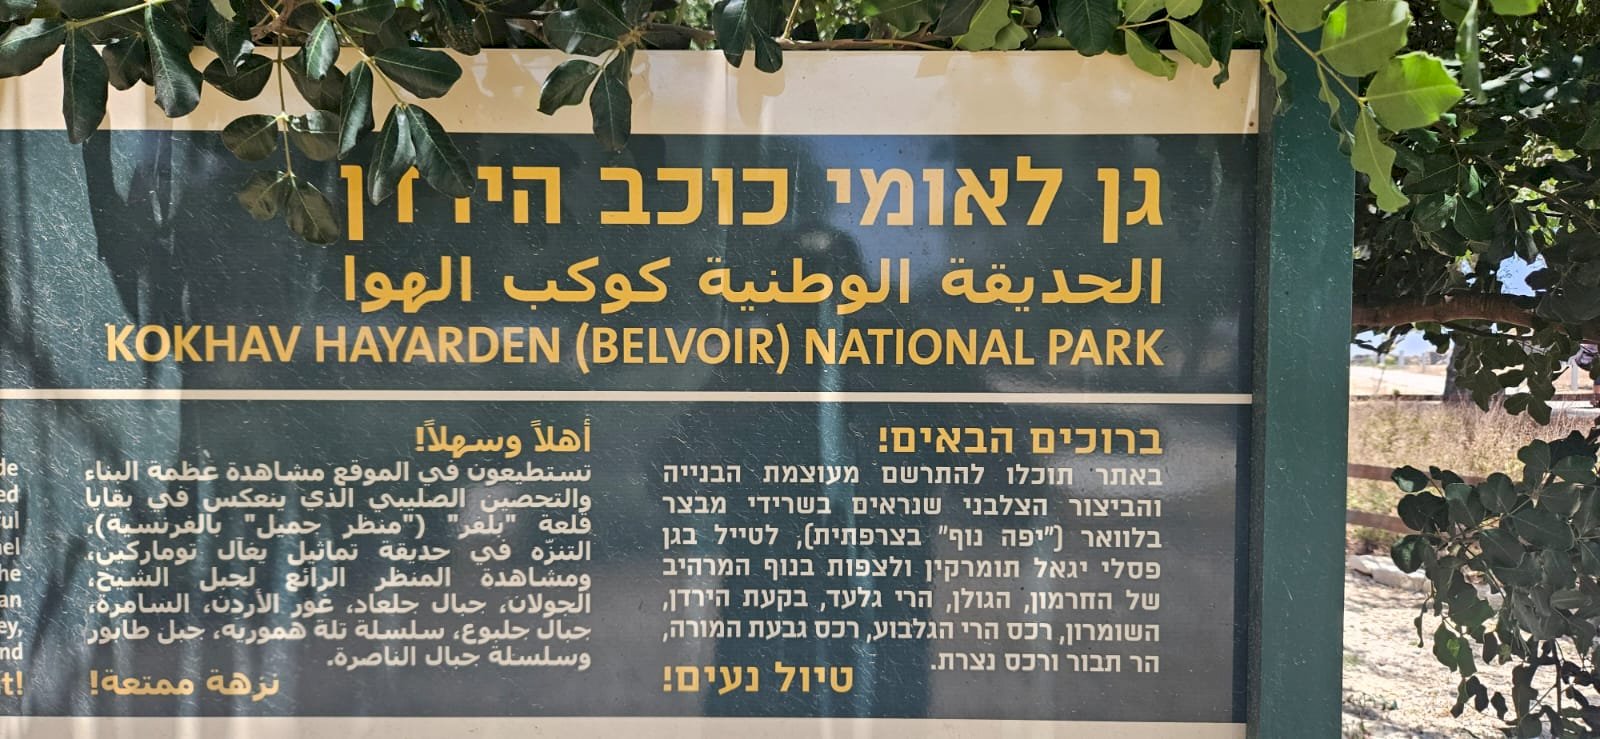 גן לאומי כוכב הירדן
الحديقة الوطنية كوكب الهوا
KOKHAV HAYARDEN (BELVOIR) NATIONAL PARK
ברוכים הבאים!
באתר תוכלו להתרשם מעוצמת הבנייה
והביצור הצלבני שנראים בשרידי מבצר
בלוואר ("יפה נוף" בצרפתית), לטייל בגן
פסלי יגאל תומרקין ולצפות בנוף המרהיב
של החרמון, הגולן, הרי גלעד, בקעת הירדן,
השומרון, רכס הרי הגלבוע, רכס גבעת המורה,
הר תבור ורכס נצרת.
טיול נעים!
أهلاً وسهلاً!
تستطيعون في الموقع مشاهدة عظمة البناء
والتحصين الصليبي الذي ينعكس في بقايا
قلعة "بلفر" ("منظر جميل" بالفرنسية)،
التنزّه في حديقة تماثيل يغآل توماركين،
ومشاهدة المنظر الرائع لجبل الشيخ،
الجولان، جبال جلعاد، غور الأردن، السامرة،
جبال جلبوع، سلسلة تلة هموريه، جبل طابور
وسلسلة جبال الناصرة.
نزهة ممتعة!